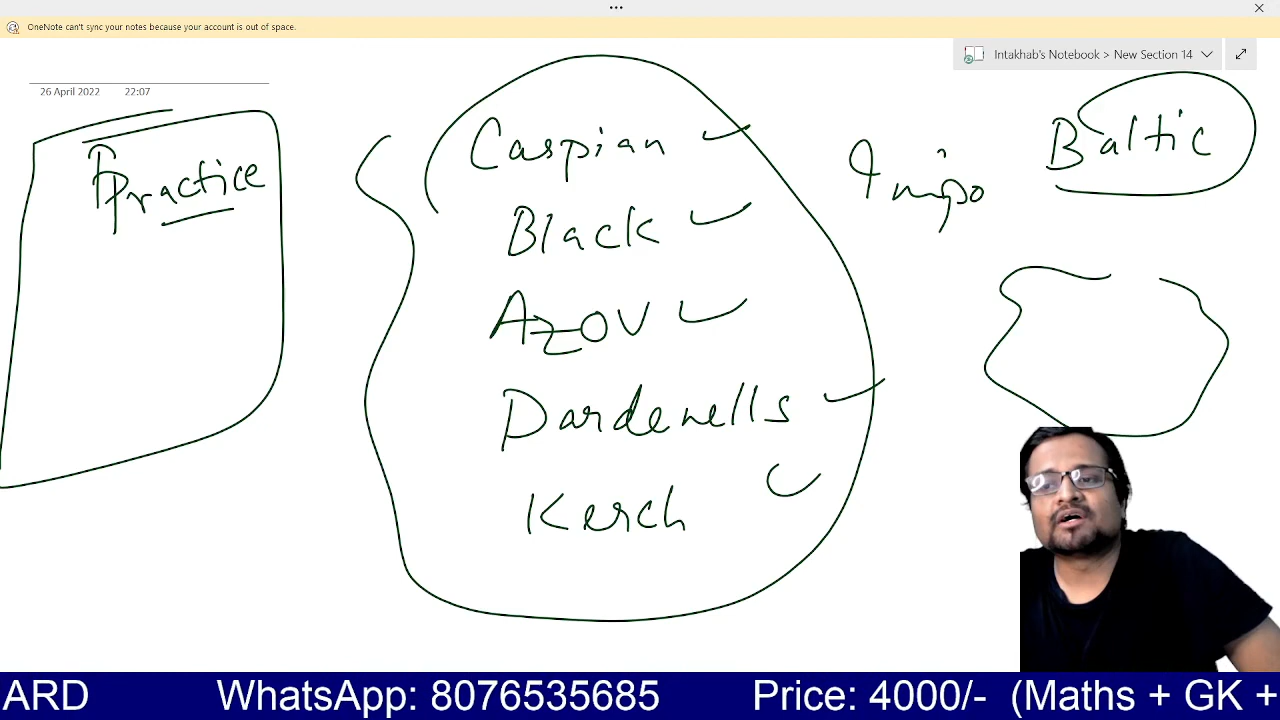 OneNote can't sync your notes because your account is out of space.
Intakhab's Notebook > New Section 14
26 April 2022 22:07
Practice
Caspian
Black
Azov
Dardenells
Kerch
Impo
Baltic
ARD WhatsApp: 8076535685 Price: 4000/- (Maths + GK +